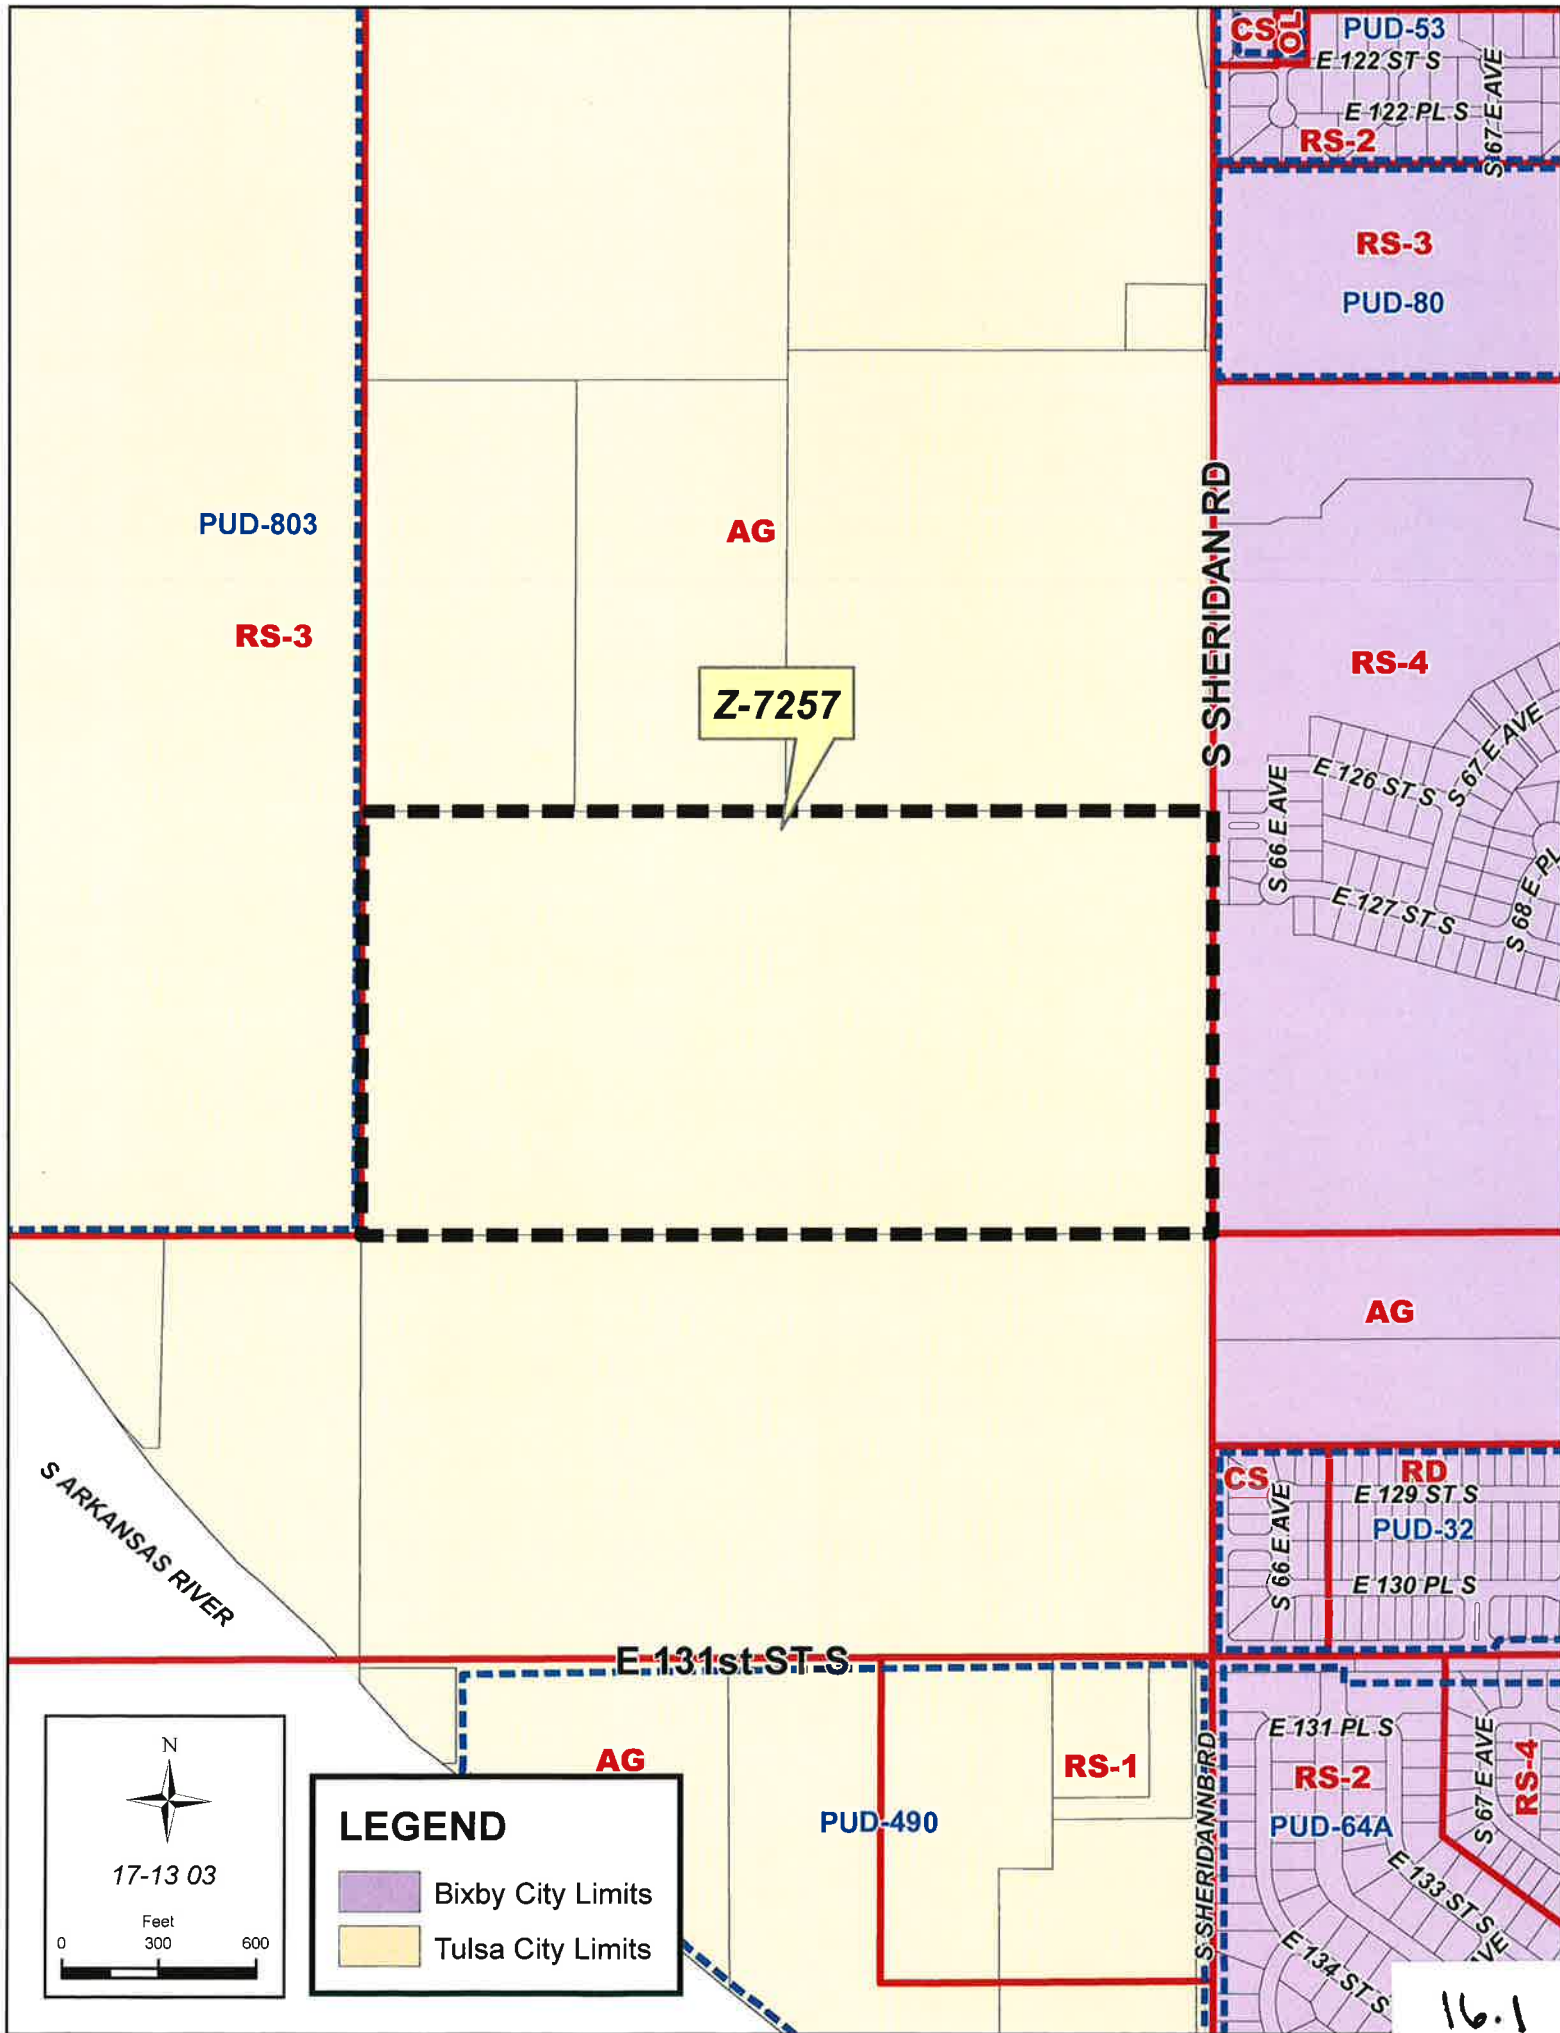 CS
OL
PUD-53
E 122 ST S
S 67 E AVE
E 122 PL S
RS-2
RS-3
PUD-80
S SHERIDAN RD
PUD-803
AG
RS-3
RS-4
Z-7257
S 67 E AVE
E 126 ST S
S 66 E AVE
S 68 E PL
E 127 ST S
AG
S ARKANSAS RIVER
CS
RD
E 129 ST S
S 66 E AVE
PUD-32
E 130 PL S
E 131st ST S
AG
RS-1
PUD-490
S SHERIDANNB RD
E 131 PL S
RS-2
PUD-64A
S 67 E AVE
RS-4
E 133 ST S
E 134 ST S
N
17-13 03
Feet
0 300 600
LEGEND
Bixby City Limits
Tulsa City Limits
16.1